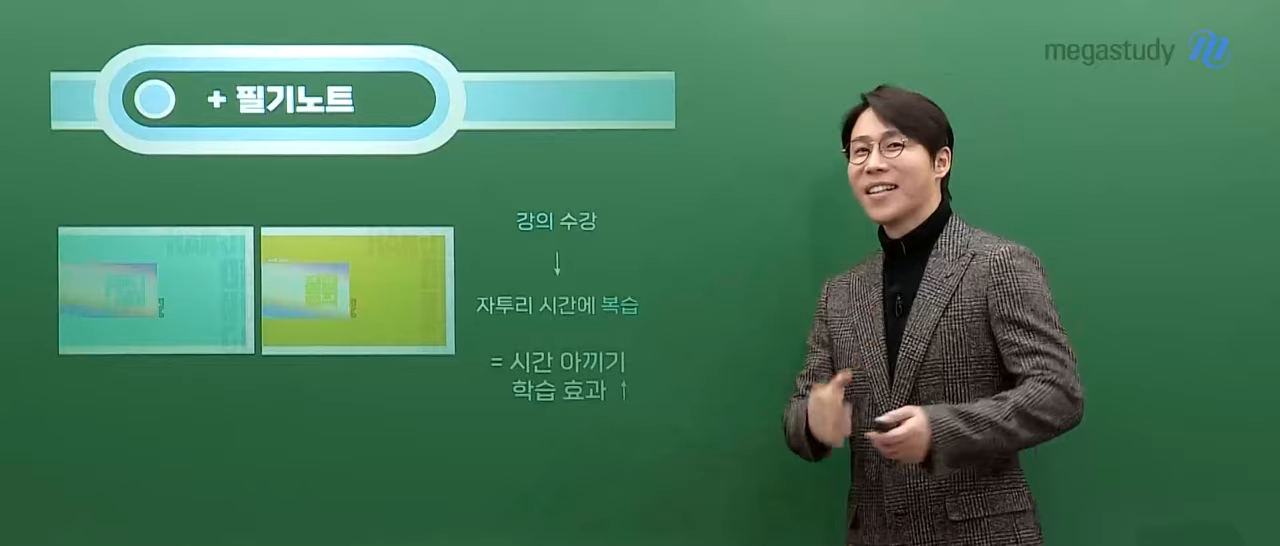 megastudy
+ 필기노트
강의 수강
↓
자투리 시간에 복습
= 시간 아끼기
학습 효과 ↑